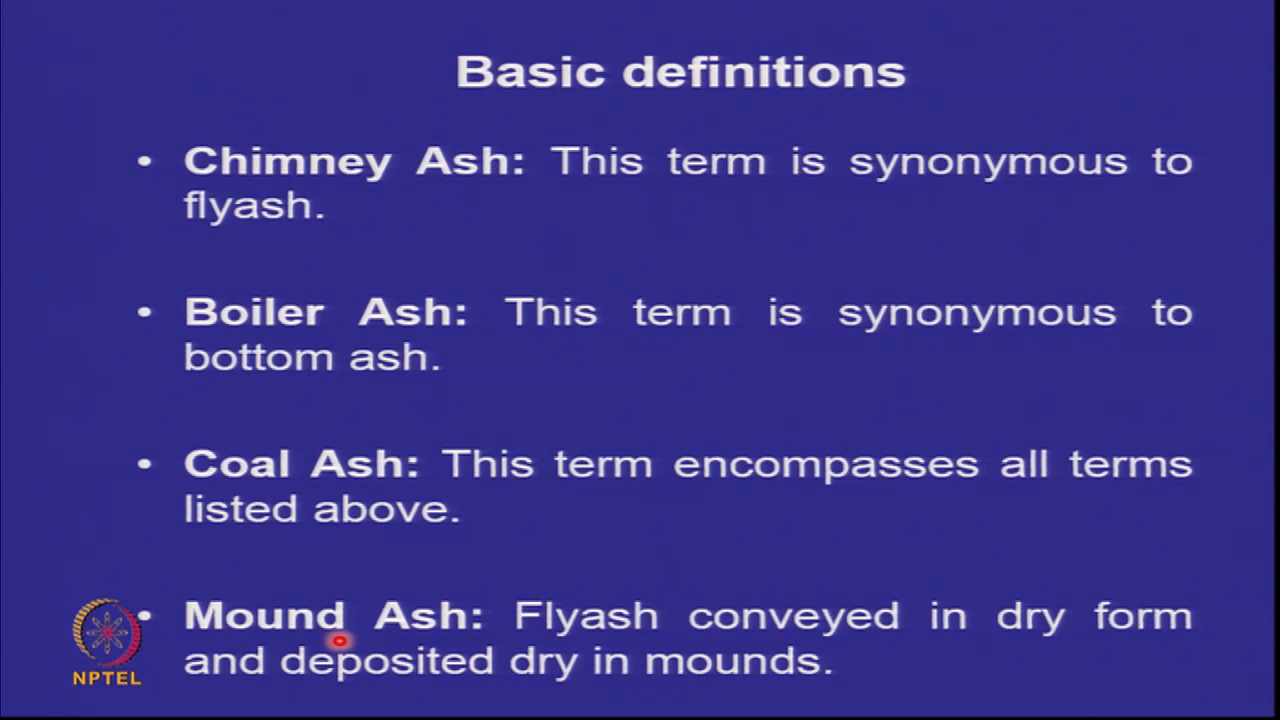 Basic definitions
• Chimney Ash: This term is synonymous to
flyash.
• Boiler Ash: This term is synonymous to
bottom ash.
• Coal Ash: This term encompasses all terms
listed above.
• Mound Ash: Flyash conveyed in dry form
and deposited dry in mounds.
NPTEL